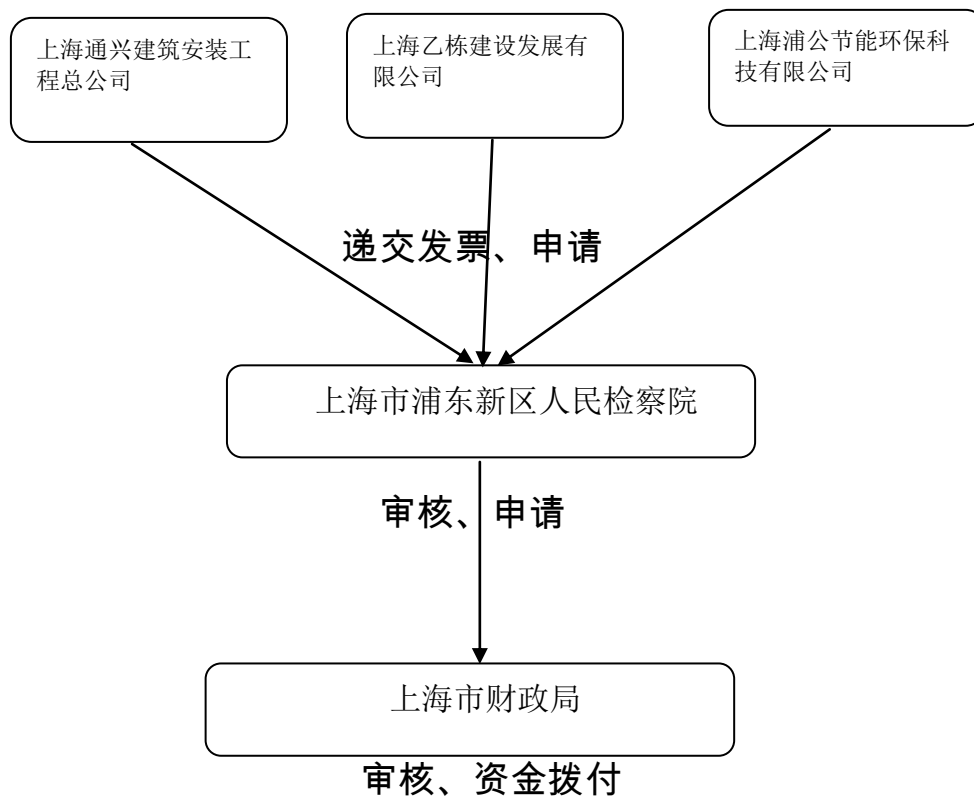 上海通兴建筑安装工
程总公司
上海乙栋建设发展有
限公司
上海浦公节能环保科
技有限公司
递交发票、申请
上海市浦东新区人民检察院
审核、申请
上海市财政局
审核、资金拨付